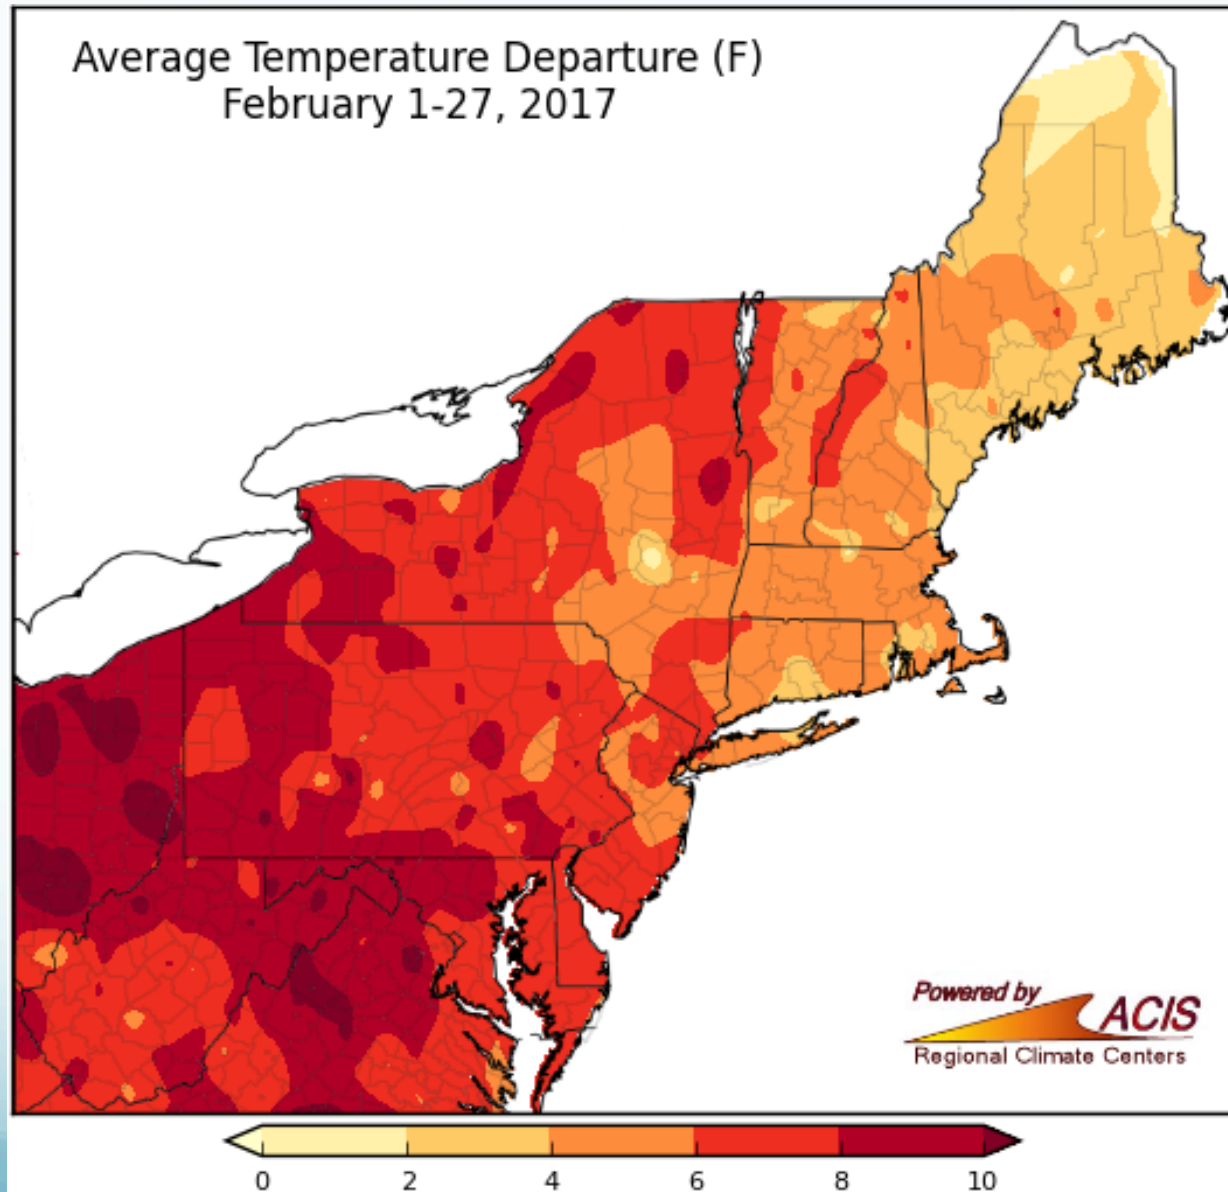 Average Temperature Departure (F)
February 1-27, 2017
Powered by
ACIS
Regional Climate Centers
0 2 4 6 8 10